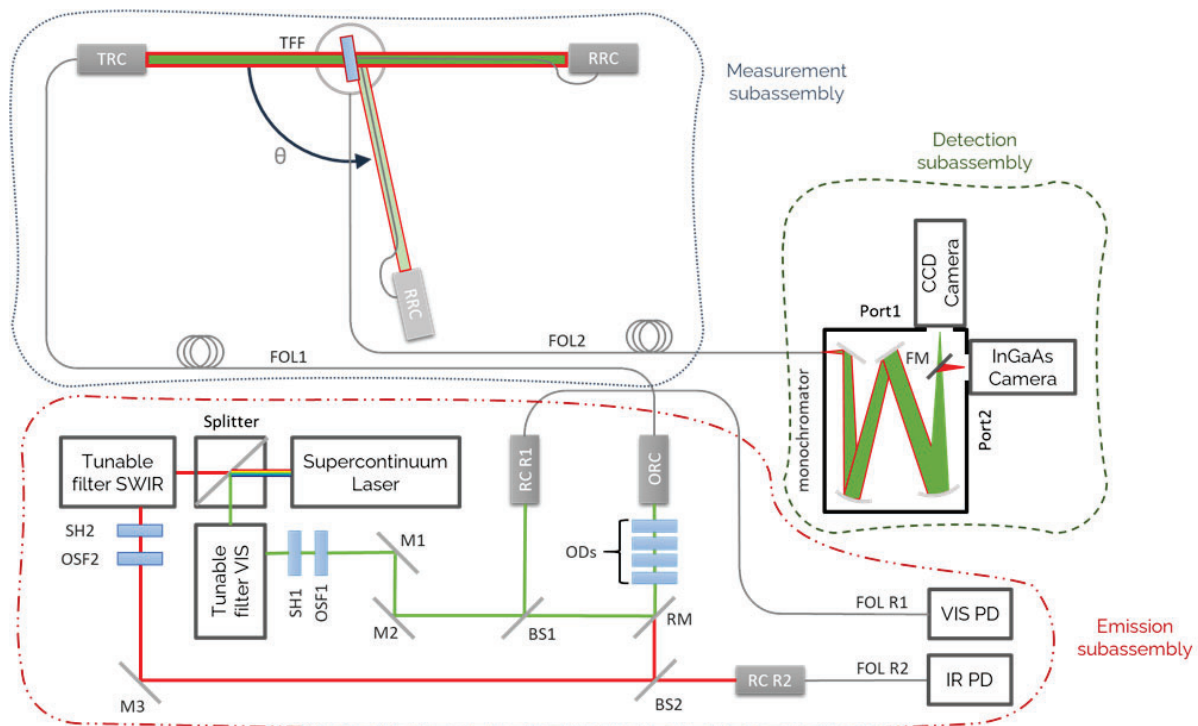 TRC
TFF
RRC
Measurement
subassembly
θ
RRC
Detection
subassembly
CCD
Camera
Port1
FM
InGaAs
Camera
monochromator
Port2
FOL1
FOL2
Splitter
Tunable
filter SWIR
Supercontinuum
Laser
RC R1
ORC
SH2
OSF2
Tunable
filter VIS
SH1
OSF1
M1
ODs
M2
BS1
RM
FOL R1
VIS PD
Emission
subassembly
M3
BS2
RC R2
FOL R2
IR PD